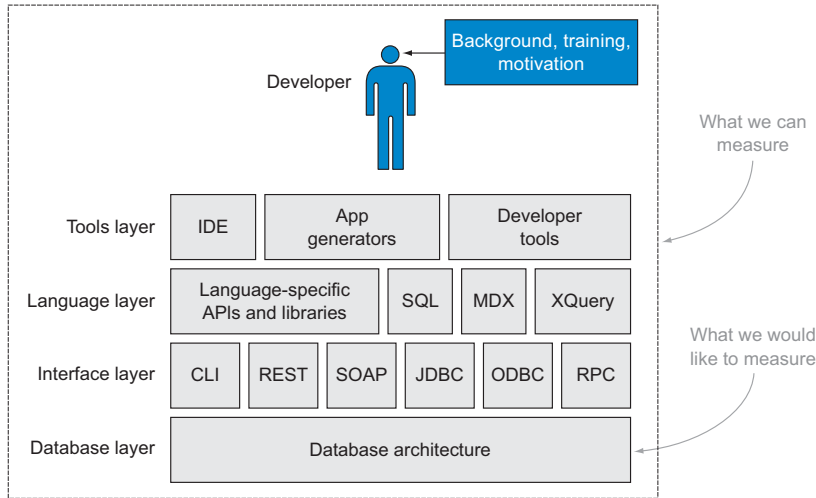 Background, training,
motivation
Developer
What we can
measure
Tools layer
IDE
App
generators
Developer
tools
Language layer
Language-specific
APIs and libraries
SQL
MDX
XQuery
What we would
like to measure
Interface layer
CLI
REST
SOAP
JDBC
ODBC
RPC
Database layer
Database architecture